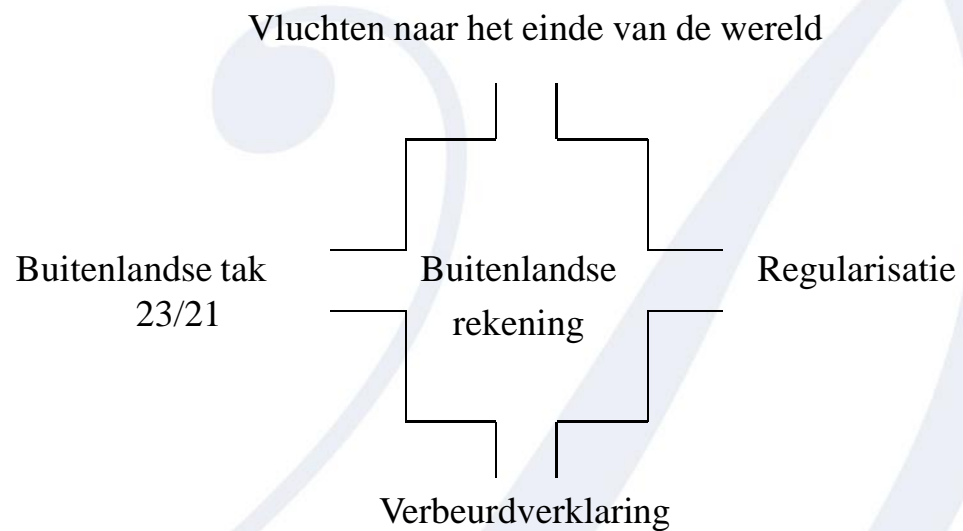 Vluchten naar het einde van de wereld
Buitenlandse tak
23/21
Buitenlandse
rekening
Regularisatie
Verbeurdverklaring